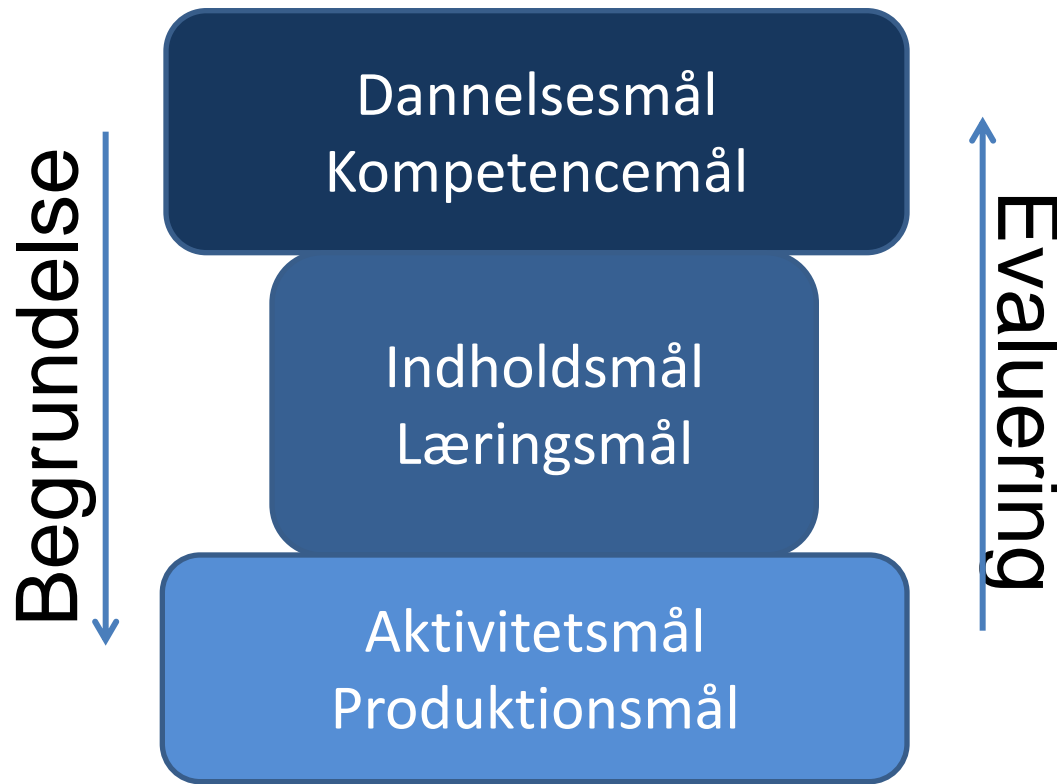 Dannelsesmål
Kompetencemål
Begrundelse
Indholdsmål
Læringsmål
Evaluering
Aktivitetsmål
Produktionsmål